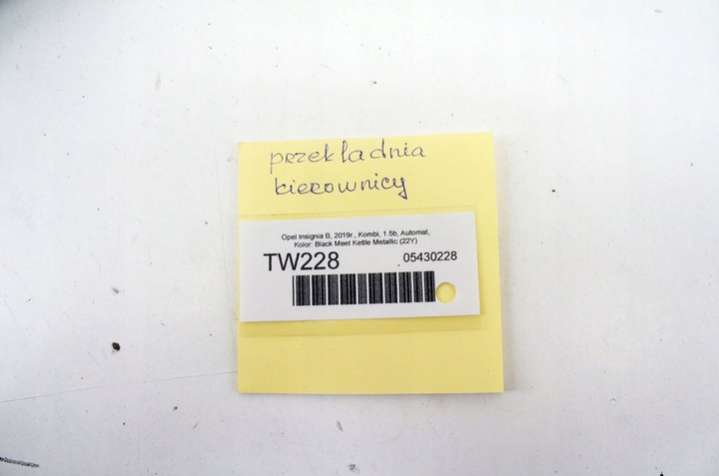 przekładnia
kierownicy
Opel Insignia B, 2019r., Kombi, 1.5b, Automat,
Kolor: Black Meet Kettle Metallic (22Y)
TW228 05430228